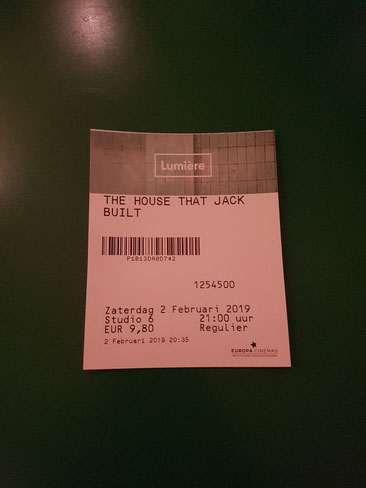 Lumière
THE HOUSE THAT JACK
BUILT
1254500
Zaterdag 2 Februari 2019
Studio 6 21:00 uur
EUR 9,80 Regulier
2 Februari 2019 20:35
EUROPA CINEMAS